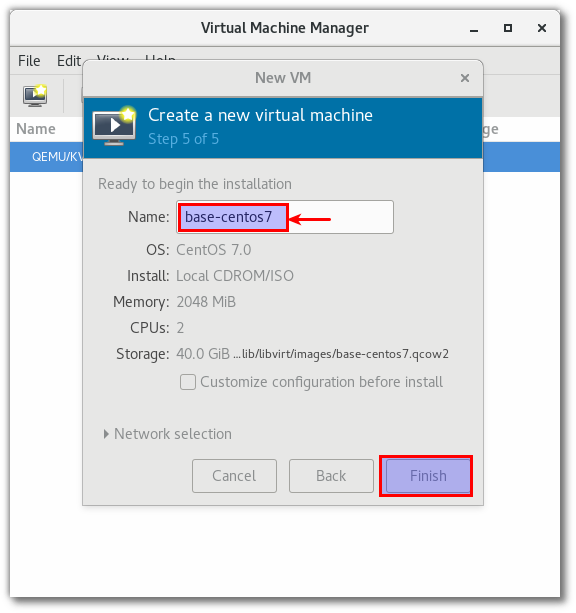 Virtual Machine Manager
File Edit View Help
New VM
Create a new virtual machine
Step 5 of 5
Name
QEMU/KV
Ready to begin the installation
Name: base-centos7
OS: CentOS 7.0
Install: Local CDROM/ISO
Memory: 2048 MiB
CPUs: 2
Storage: 40.0 GiB ...lib/libvirt/images/base-centos7.qcow2
Customize configuration before install
Network selection
Cancel Back Finish